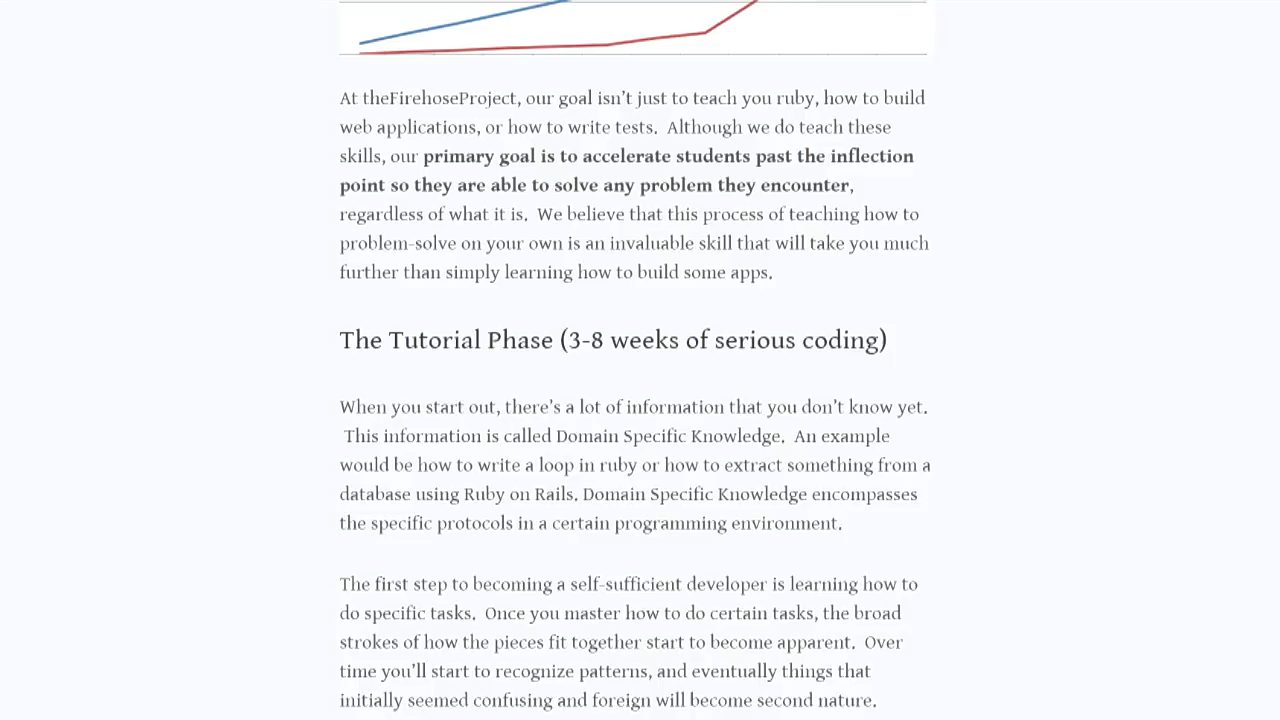 At theFirehoseProject, our goal isn't just to teach you ruby, how to build
web applications, or how to write tests.  Although we do teach these
skills, our primary goal is to accelerate students past the inflection
point so they are able to solve any problem they encounter,
regardless of what it is.  We believe that this process of teaching how to
problem-solve on your own is an invaluable skill that will take you much
further than simply learning how to build some apps.
The Tutorial Phase (3-8 weeks of serious coding)
When you start out, there's a lot of information that you don't know yet.
This information is called Domain Specific Knowledge.  An example
would be how to write a loop in ruby or how to extract something from a
database using Ruby on Rails. Domain Specific Knowledge encompasses
the specific protocols in a certain programming environment.
The first step to becoming a self-sufficient developer is learning how to
do specific tasks.  Once you master how to do certain tasks, the broad
strokes of how the pieces fit together start to become apparent.  Over
time you'll start to recognize patterns, and eventually things that
initially seemed confusing and foreign will become second nature.